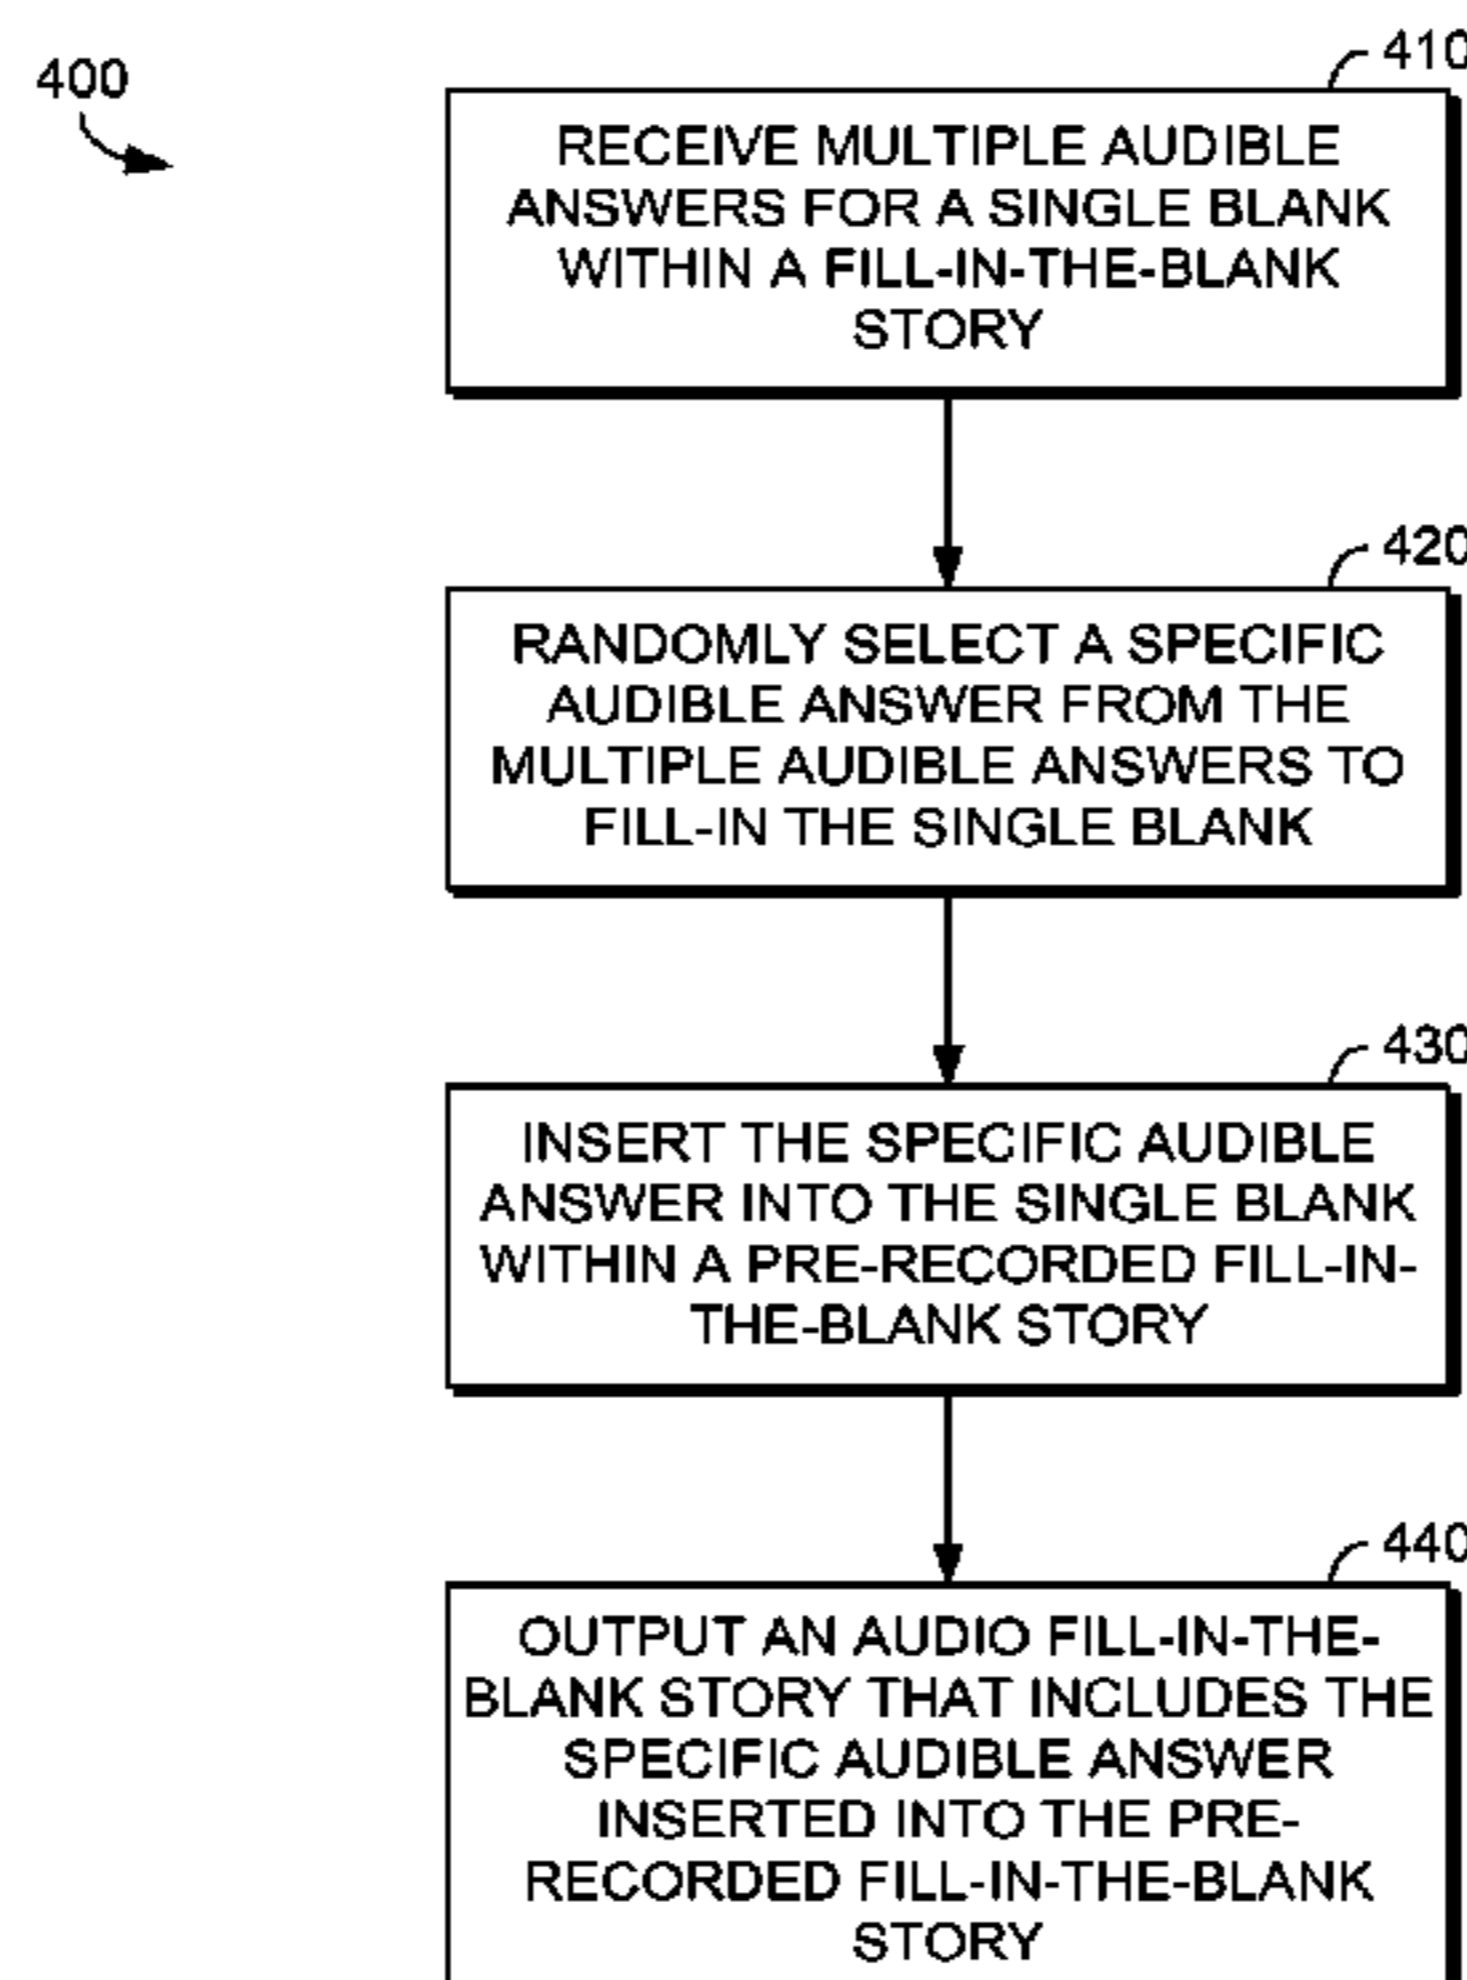 400
410
RECEIVE MULTIPLE AUDIBLE
ANSWERS FOR A SINGLE BLANK
WITHIN A FILL-IN-THE-BLANK
STORY
420
RANDOMLY SELECT A SPECIFIC
AUDIBLE ANSWER FROM THE
MULTIPLE AUDIBLE ANSWERS TO
FILL-IN THE SINGLE BLANK
430
INSERT THE SPECIFIC AUDIBLE
ANSWER INTO THE SINGLE BLANK
WITHIN A PRE-RECORDED FILL-IN-
THE-BLANK STORY
440
OUTPUT AN AUDIO FILL-IN-THE-
BLANK STORY THAT INCLUDES THE
SPECIFIC AUDIBLE ANSWER
INSERTED INTO THE PRE-
RECORDED FILL-IN-THE-BLANK
STORY